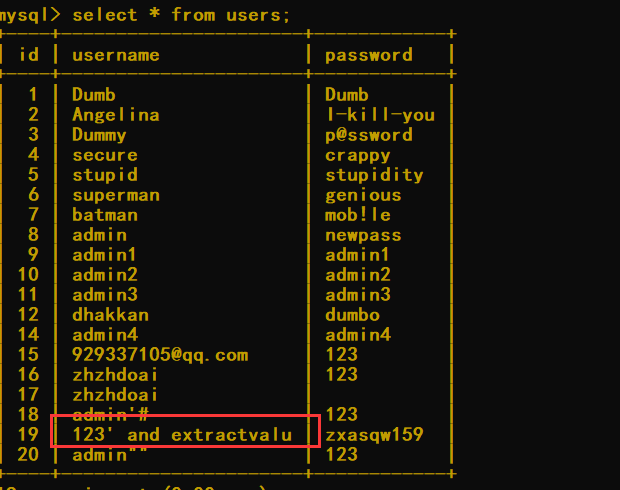 mysql> select * from users;
id | username | password
1 | Dumb | Dumb
2 | Angelina | I-kill-you
3 | Dummy | p@ssword
4 | secure | crappy
5 | stupid | stupidity
6 | superman | genious
7 | batman | mob!le
8 | admin | newpass
9 | admin1 | admin1
10 | admin2 | admin2
11 | admin3 | admin3
12 | dhakkan | dumbo
14 | admin4 | admin4
15 | 929337105@qq.com | 123
16 | zhzhdoai | 123
17 | zhzhdoai |
18 | admin'# | 123
19 | 123' and extractvalu | zxasqw159
20 | admin"" | 123